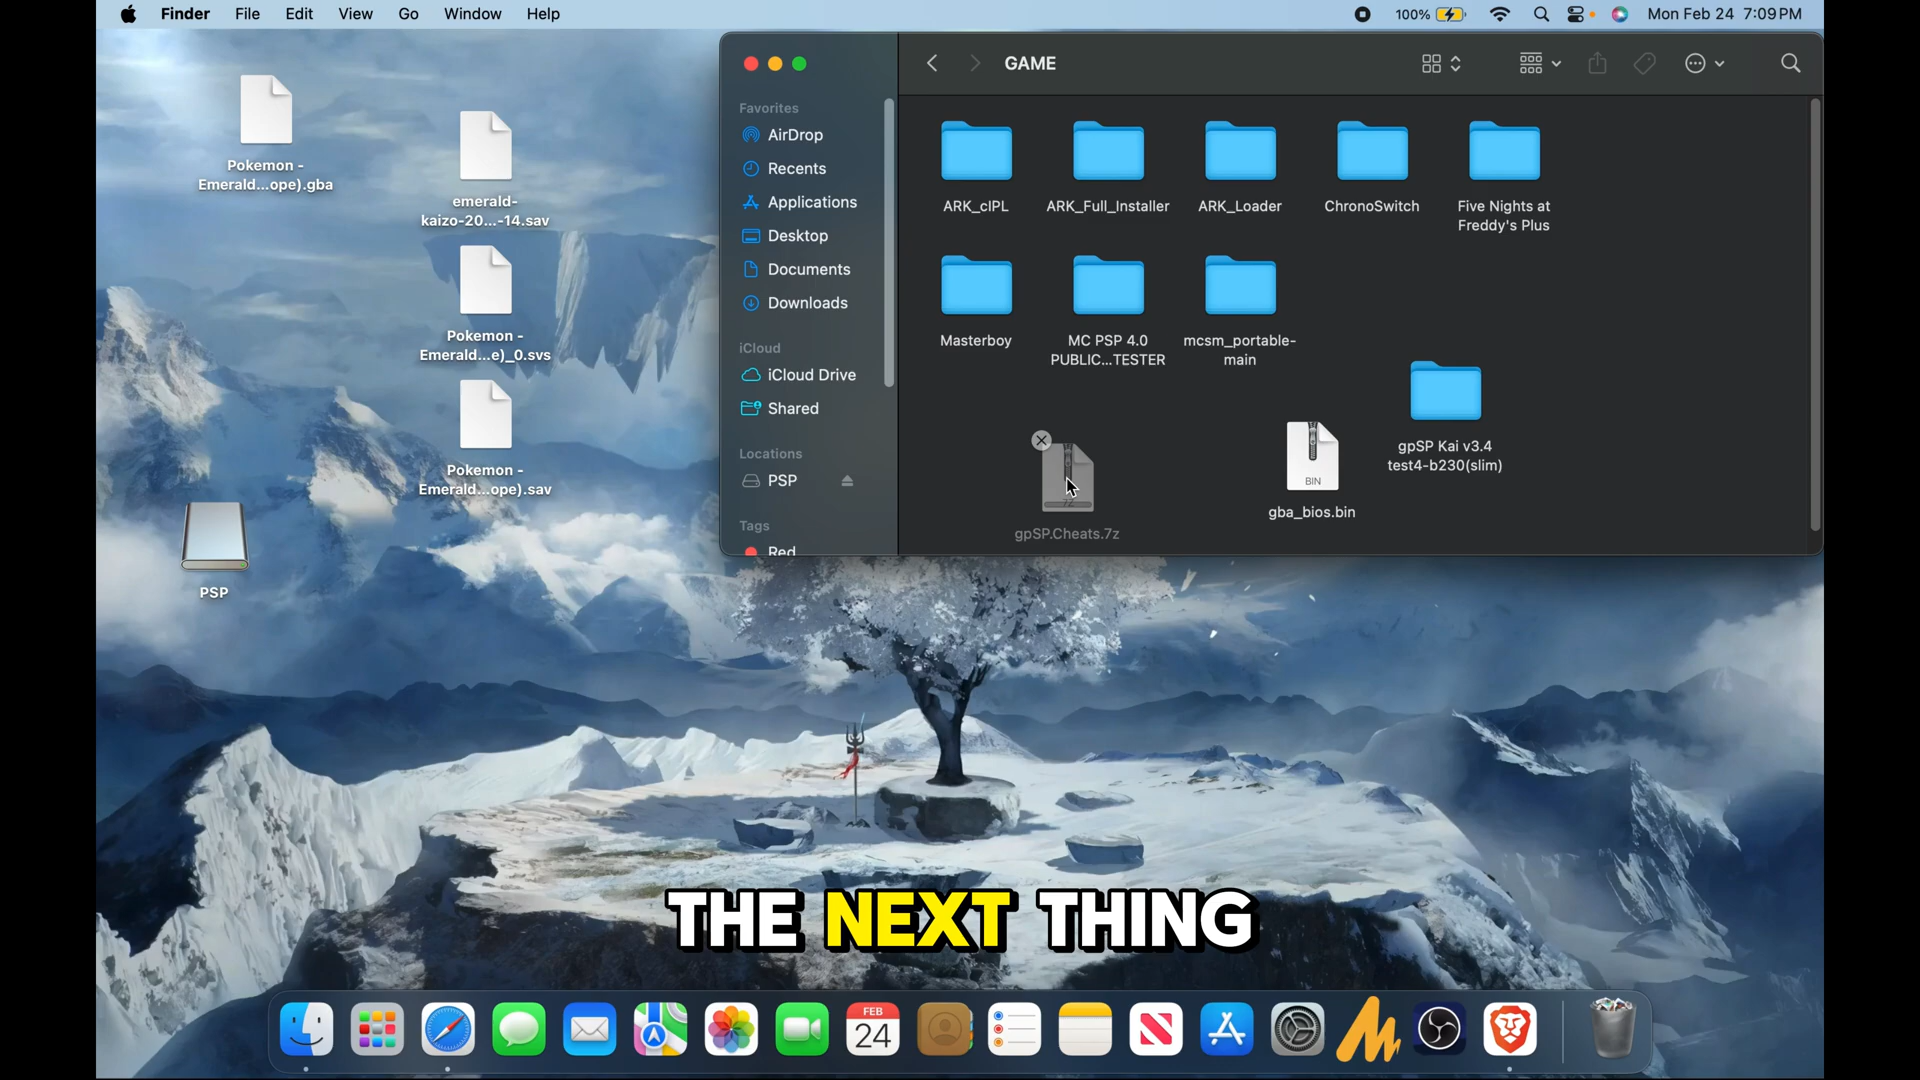 Finder File Edit View Go Window Help
100% Mon Feb 24 7:09 PM
Pokemon -
Emerald...ope).gba
emerald-
kaizo-20...-14.sav
Pokemon -
Emerald...e)_0.svs
Pokemon -
Emerald...ope).sav
PSP
GAME
Favorites
AirDrop
Recents
Applications
Desktop
Documents
Downloads
iCloud
iCloud Drive
Shared
Locations
PSP
Tags
Red
ARK_cIPL
ARK_Full_Installer
ARK_Loader
ChronoSwitch
Five Nights at
Freddy's Plus
Masterboy
MC PSP 4.0
PUBLIC...TESTER
mcsm_portable-
main
gpSP Kai v3.4
test4-b230(slim)
BIN
gba_bios.bin
7Z
gpSP.Cheats.7z
THE NEXT THING
FEB
24